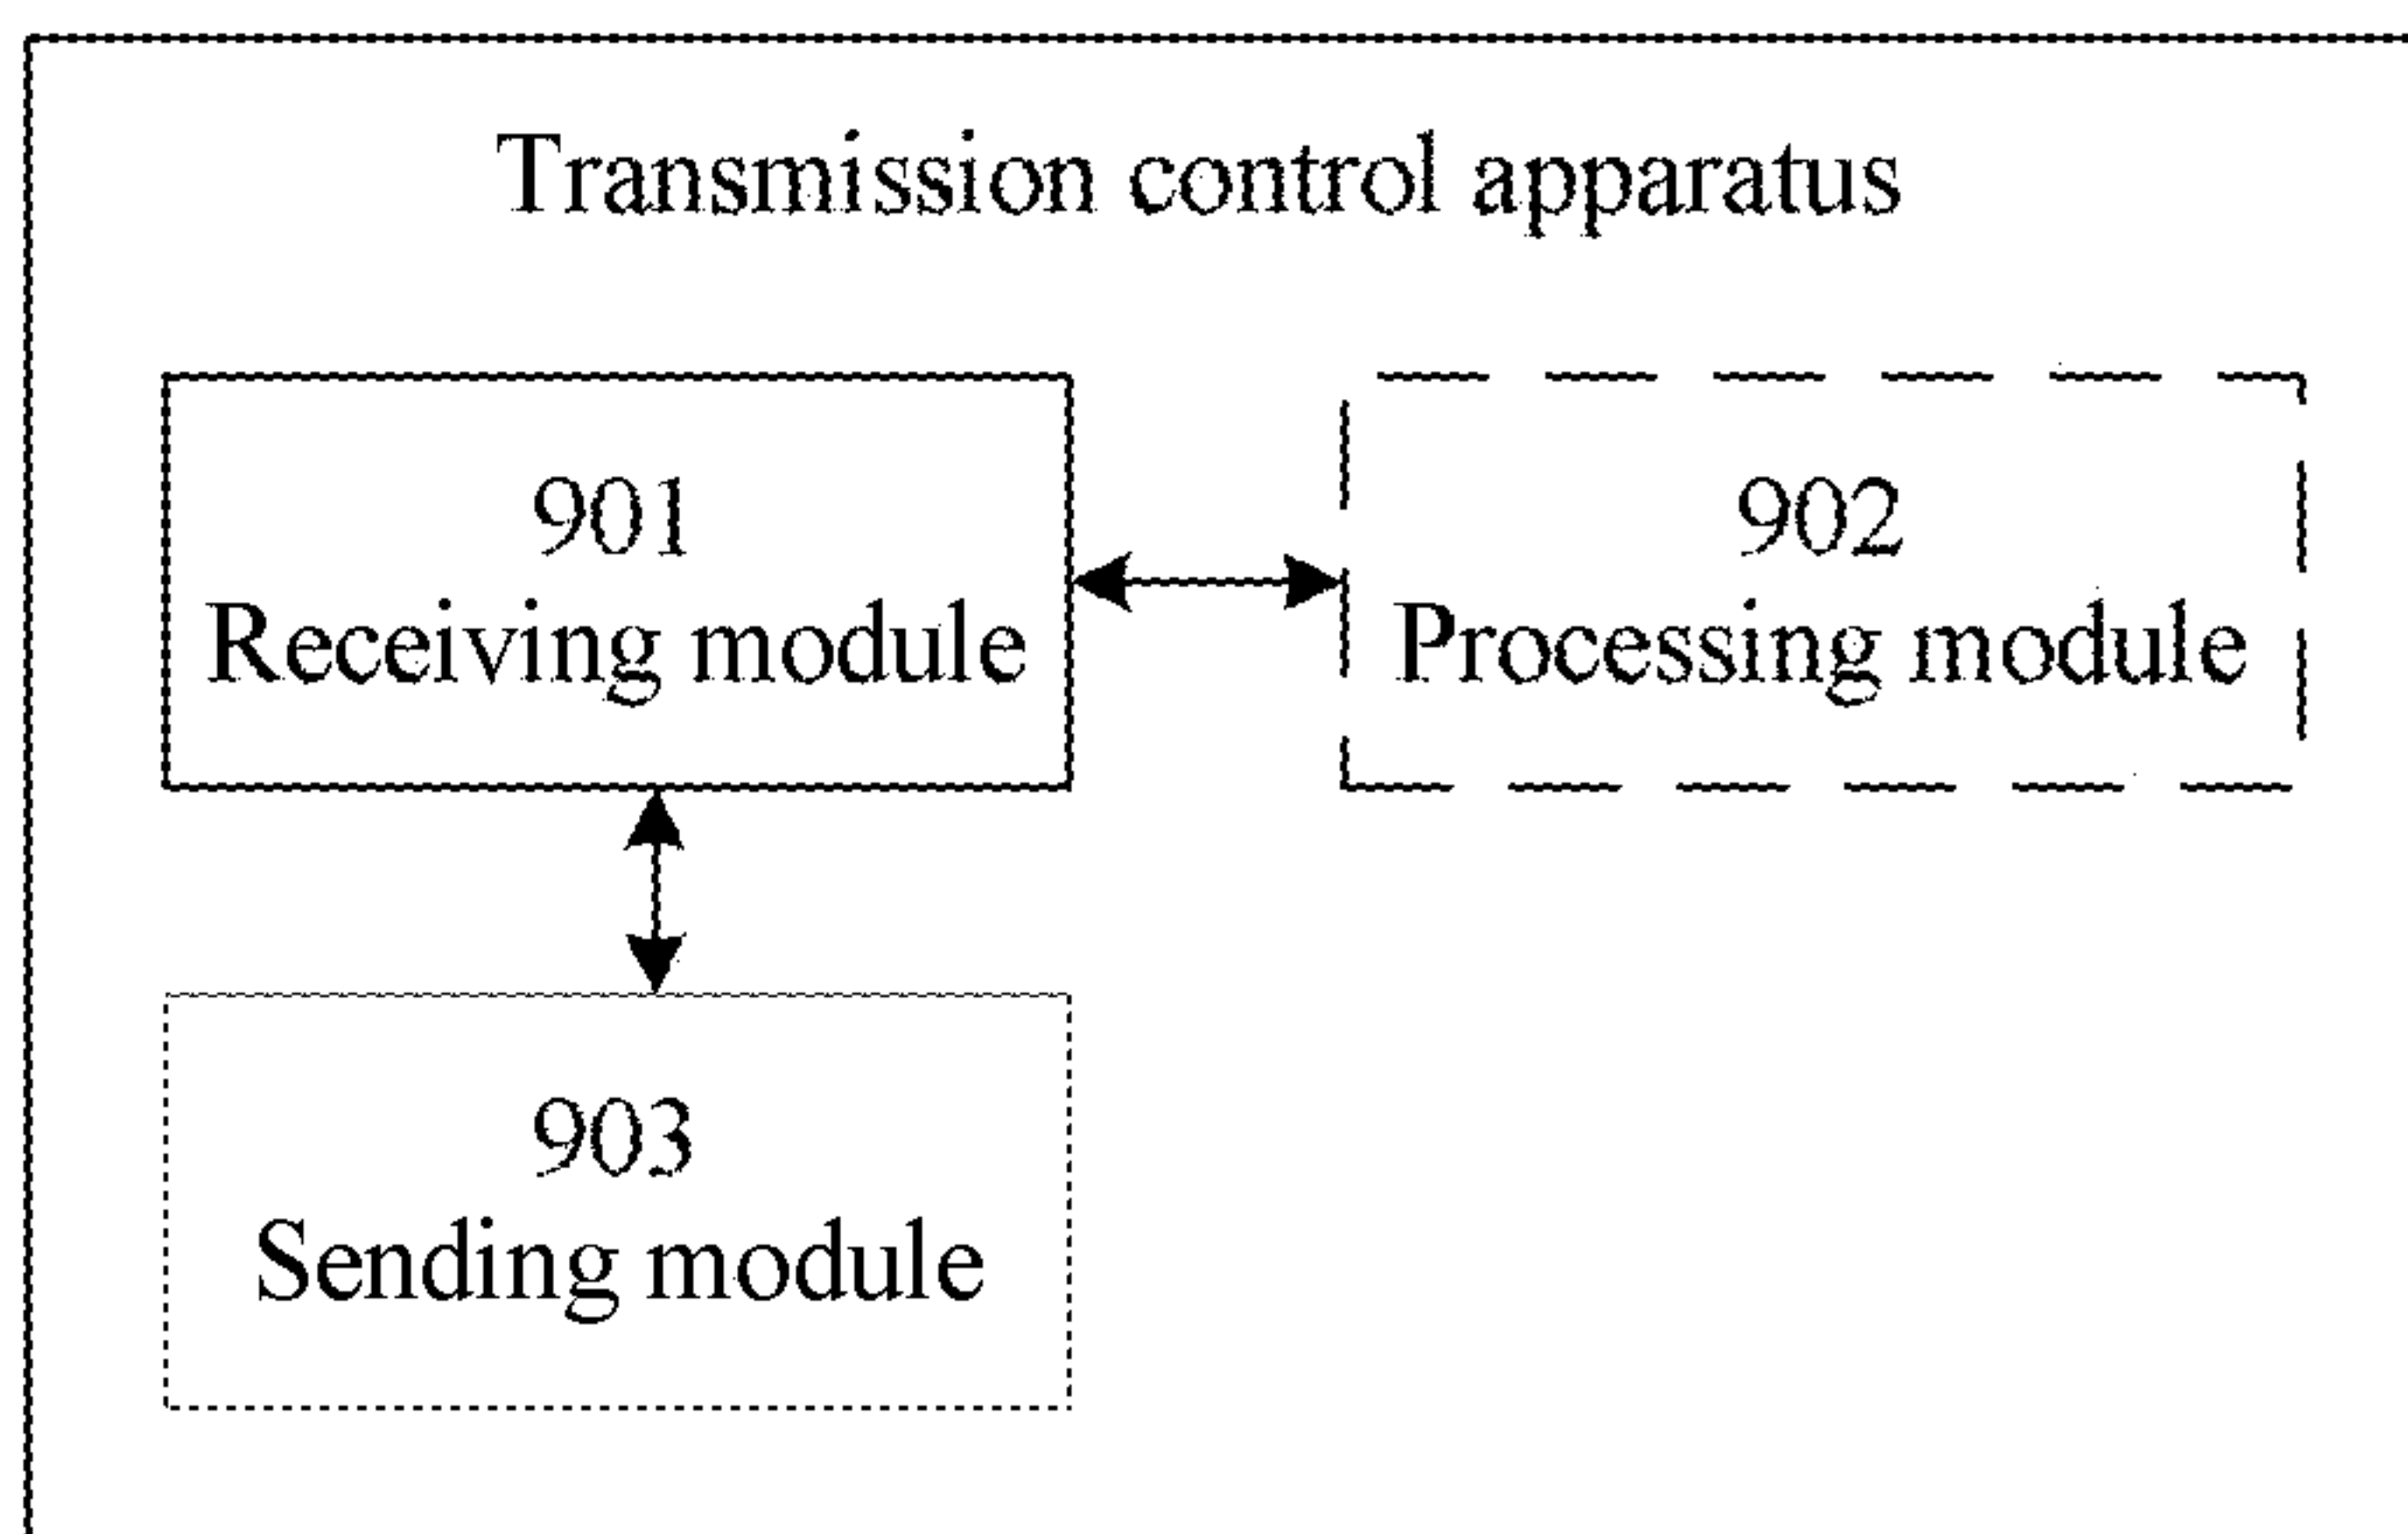 Transmission control apparatus
901
Receiving module
902
Processing module
903
Sending module